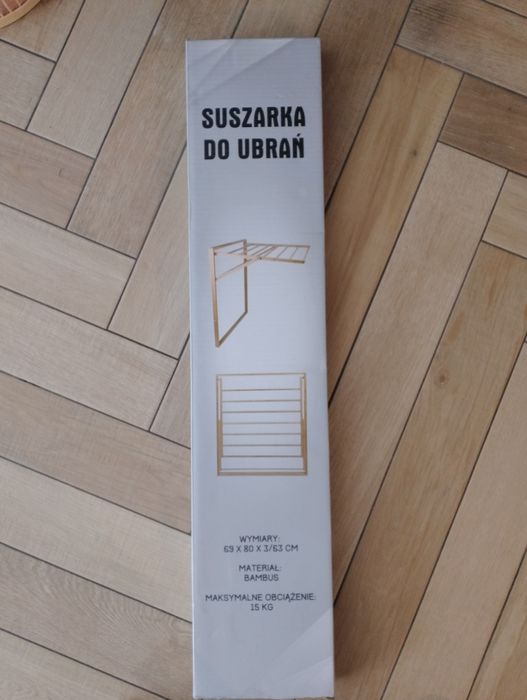 SUSZARKA
DO UBRAŃ
WYMIARY:
69 X 80 X 3/63 CM
MATERIAŁ:
BAMBUS
MAKSYMALNE OBCIĄŻENIE:
15 KG